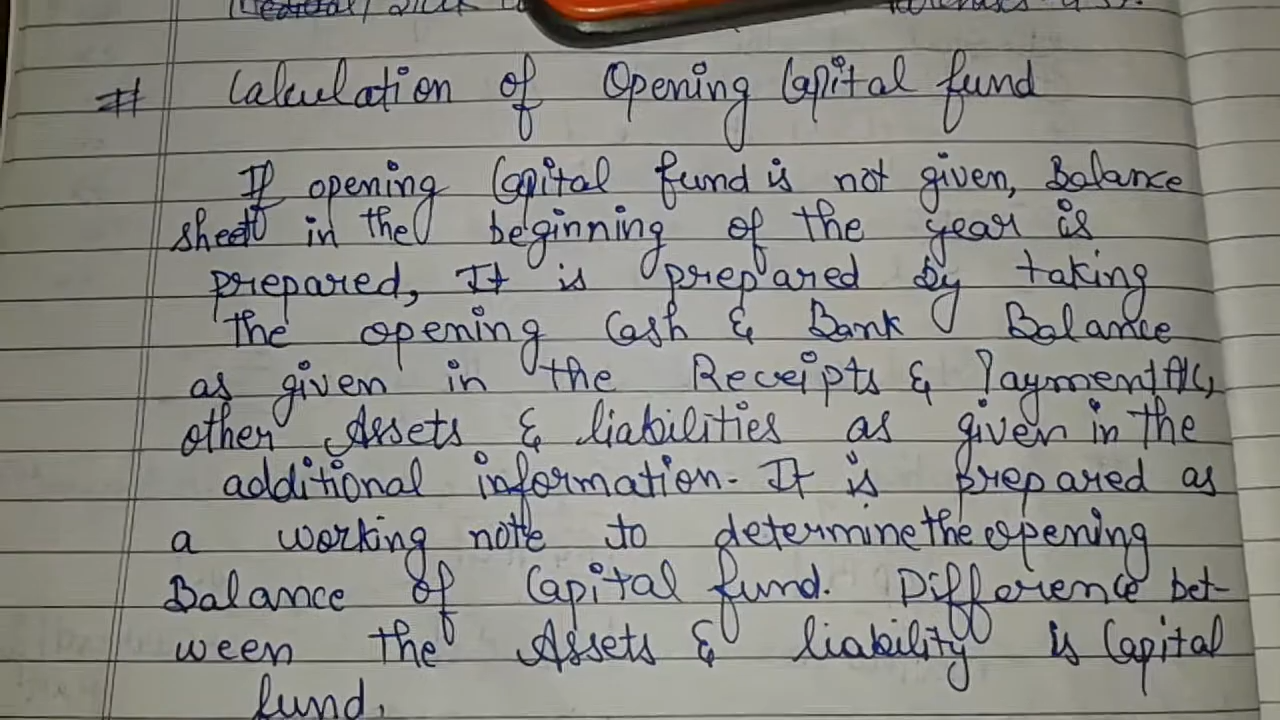 # Calculation of Opening Capital fund
If opening Capital fund is not given, Balance
sheet in the beginning of the year is
prepared, It is prepared by taking
the opening Cash & Bank Balance
as given in the Receipts & Payment A/c,
other Assets & liabilities as given in the
additional information. It is prepared as
a working note to determine the opening
Balance of Capital fund. Difference bet-
ween the Assets & liability is Capital
fund.